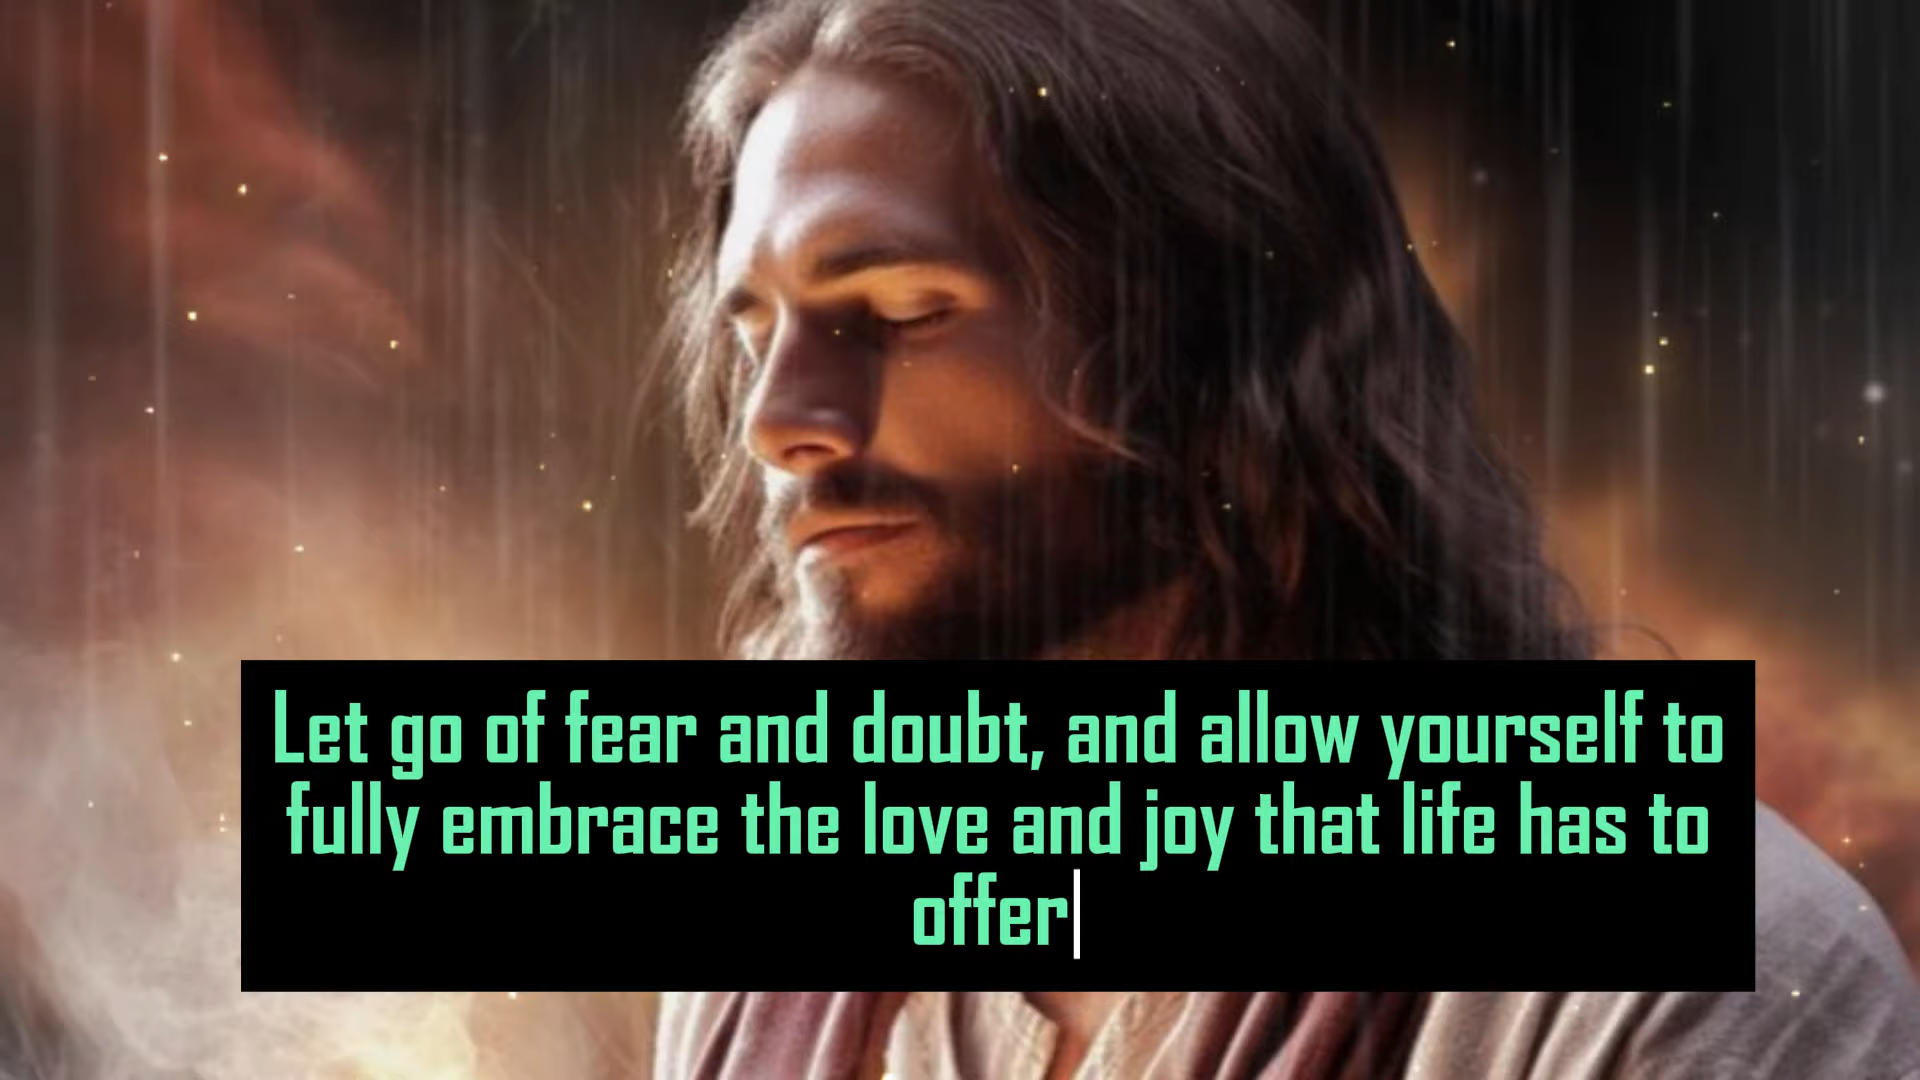 Let go of fear and doubt, and allow yourself to
fully embrace the love and joy that life has to
offer